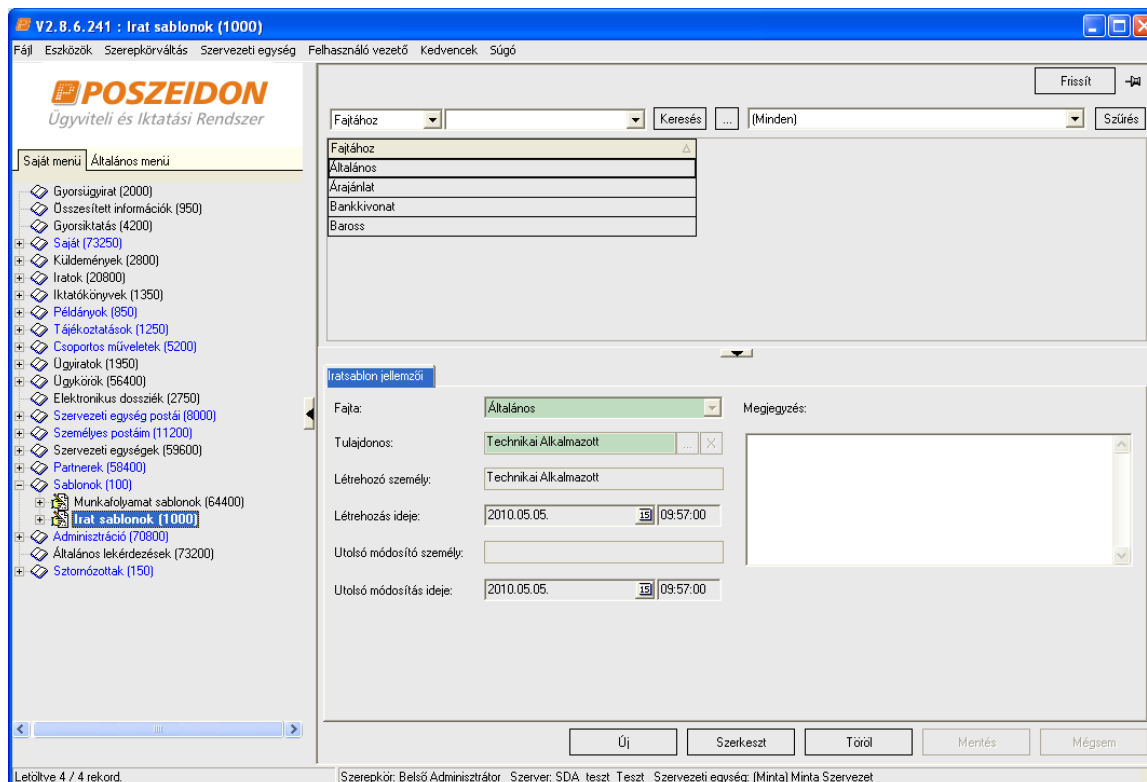 V2.8.6.241 : Irat sablonok (1000)
Fájl Eszközök Szerepkörváltás Szervezeti egység Felhasználó vezető Kedvencek Súgó
POSZEIDON
Ügyviteli és Iktatási Rendszer
Frissít
Fajtához Keresés ... (Minden) Szűrés
Saját menü Általános menü
Gyorsügyirat (2000)
Összesített információk (950)
Gyorsiktatás (4200)
Saját (73250)
Küldemények (2800)
Iratok (20800)
Iktatókönyvek (1350)
Példányok (850)
Tájékoztatások (1250)
Csoportos műveletek (5200)
Ügyiratok (1950)
Ügykörök (56400)
Elektronikus dossziék (2750)
Szervezeti egység postái (8000)
Személyes postáim (11200)
Szervezeti egységek (59600)
Partnerek (58400)
Sablonok (100)
Munkafolyamat sablonok (64400)
Irat sablonok (1000)
Adminisztráció (70800)
Általános lekérdezések (73200)
Sztornózottak (150)
Fajtához
Általános
Árajánlat
Bankkivonat
Baross
Iratsablon jellemzői
Fajta: Általános Megjegyzés:
Tulajdonos: Technikai Alkalmazott ... X
Létrehozó személy: Technikai Alkalmazott
Létrehozás ideje: 2010.05.05. 15 09:57:00
Utolsó módosító személy:
Utolsó módosítás ideje: 2010.05.05. 15 09:57:00
Új Szerkeszt Töröl Mentés Mégsem
Letöltve 4 / 4 rekord. Szerepkör: Belső Adminisztrátor Szerver: SDA_teszt_Teszt Szervezeti egység: (Minta) Minta Szervezet